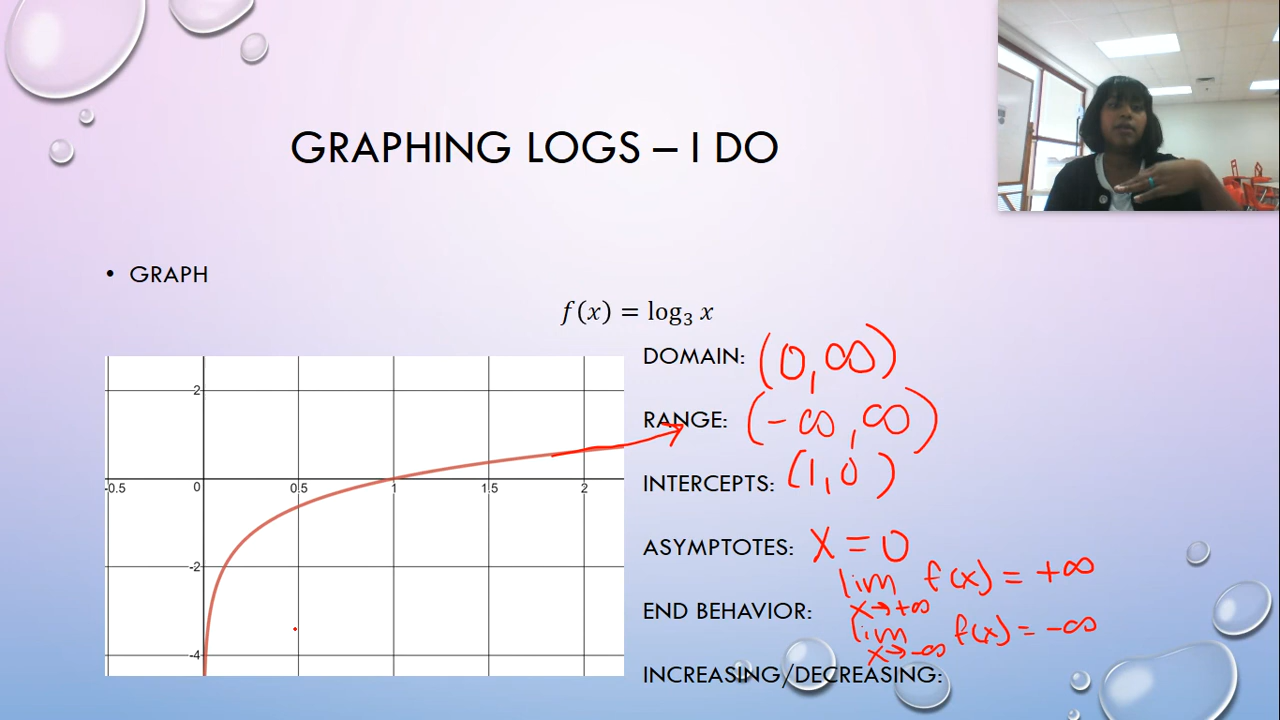 GRAPHING LOGS – I DO
• GRAPH
f(x) = log₃ x
DOMAIN: (0,∞)
RANGE: (-∞,∞)
INTERCEPTS: (1,0)
ASYMPTOTES: X = 0
lim f(x) = +∞
x→+∞
END BEHAVIOR:
lim f(x) = -∞
x→-∞
INCREASING/DECREASING:
2
-0.5 0 0.5 1 1.5 2
-2
-4